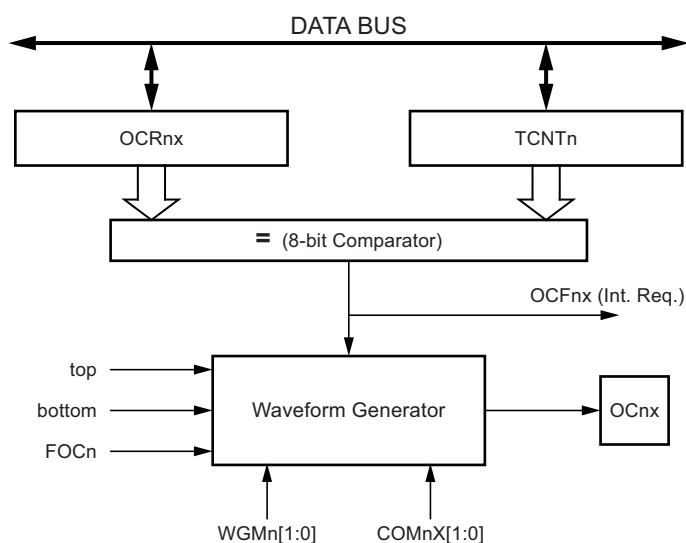 DATA BUS
OCRnx
TCNTn
= (8-bit Comparator)
OCFnx (Int. Req.)
top
bottom
FOCn
Waveform Generator
OCnx
WGMn[1:0]
COMnX[1:0]